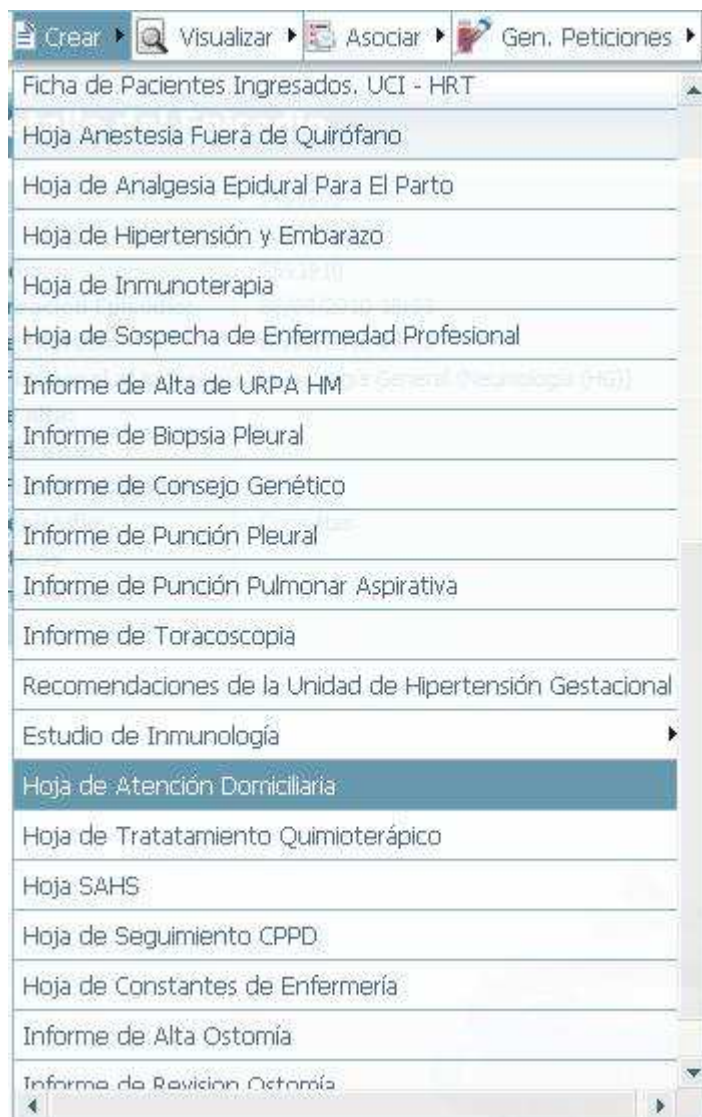 Crear Visualizar Asociar Gen. Peticiones
Ficha de Pacientes Ingresados. UCI - HRT
Hoja Anestesia Fuera de Quirófano
Hoja de Analgesia Epidural Para El Parto
Hoja de Hipertensión y Embarazo
Hoja de Inmunoterapia
Hoja de Sospecha de Enfermedad Profesional
Informe de Alta de URPA HM
Informe de Biopsia Pleural
Informe de Consejo Genético
Informe de Punción Pleural
Informe de Punción Pulmonar Aspirativa
Informe de Toracoscopia
Recomendaciones de la Unidad de Hipertensión Gestacional
Estudio de Inmunología
Hoja de Atención Domiciliaria
Hoja de Tratatamiento Quimioterápico
Hoja SAHS
Hoja de Seguimiento CPPD
Hoja de Constantes de Enfermería
Informe de Alta Ostomía
Informe de Revision Ostomía